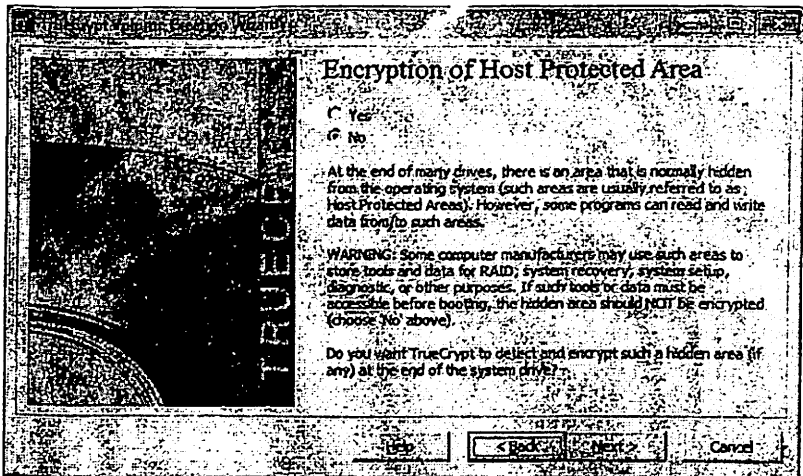 TrueCrypt Volume Creation Wizard
TRUECRYPT
Encryption of Host Protected Area
Yes
No
At the end of many drives, there is an area that is normally hidden
from the operating system (such areas are usually referred to as
Host Protected Areas). However, some programs can read and write
data from/to such areas.
WARNING: Some computer manufacturers may use such areas to
store tools and data for RAID, system recovery, system setup,
diagnostic, or other purposes. If such tools or data must be
accessible before booting, the hidden area should NOT be encrypted
(choose 'No' above).
Do you want TrueCrypt to detect and encrypt such a hidden area (if
any) at the end of the system drive?
Help
< Back
Next >
Cancel